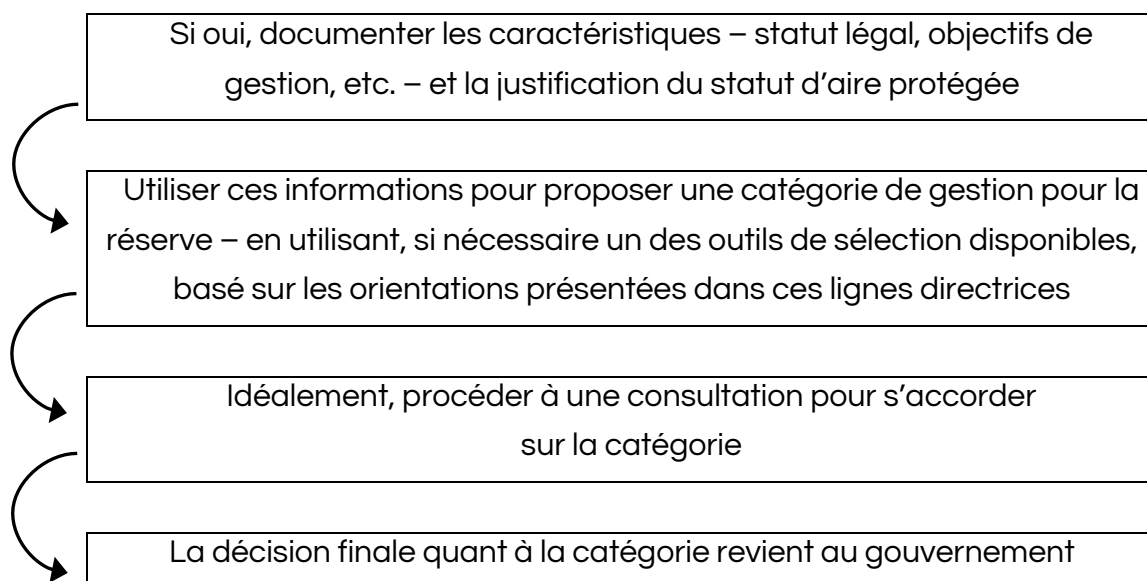 Si oui, documenter les caractéristiques – statut légal, objectifs de
gestion, etc. – et la justification du statut d’aire protégée
Utiliser ces informations pour proposer une catégorie de gestion pour la
réserve – en utilisant, si nécessaire un des outils de sélection disponibles,
basé sur les orientations présentées dans ces lignes directrices
Idéalement, procéder à une consultation pour s’accorder
sur la catégorie
La décision finale quant à la catégorie revient au gouvernement